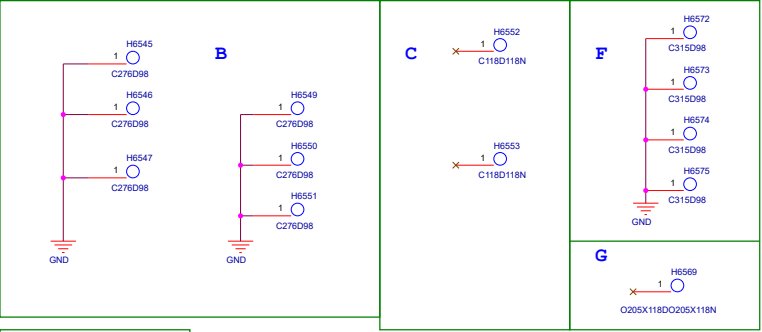 B
H6545
1
C276D98
H6546
1
C276D98
H6547
1
C276D98
GND
H6549
1
C276D98
H6550
1
C276D98
H6551
1
C276D98
GND
C
H6552
1
C118D118N
H6553
1
C118D118N
F
H6572
1
C315D98
H6573
1
C315D98
H6574
1
C315D98
H6575
1
C315D98
GND
G
H6569
1
O205X118DO205X118N